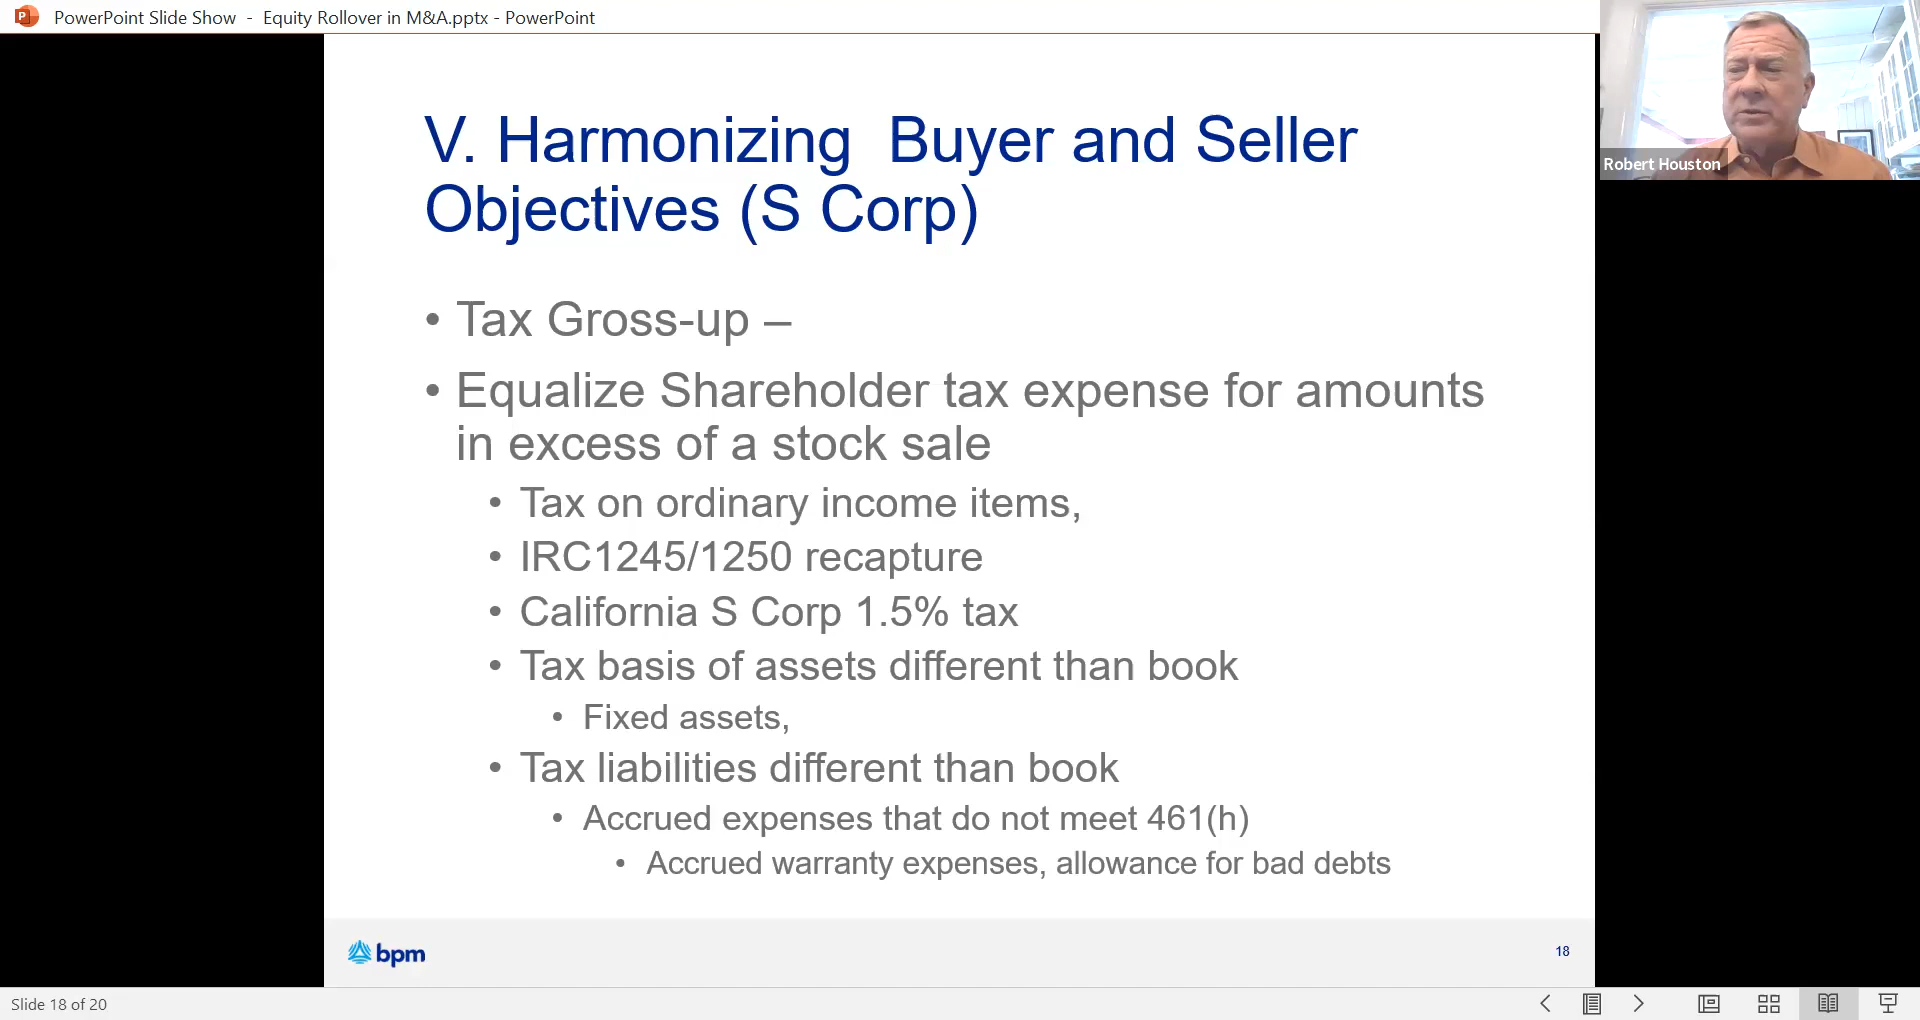 PowerPoint Slide Show - Equity Rollover in M&A.pptx - PowerPoint
Robert Houston
V. Harmonizing  Buyer and Seller
Objectives (S Corp)
• Tax Gross-up –
• Equalize Shareholder tax expense for amounts
in excess of a stock sale
• Tax on ordinary income items,
• IRC1245/1250 recapture
• California S Corp 1.5% tax
• Tax basis of assets different than book
• Fixed assets,
• Tax liabilities different than book
• Accrued expenses that do not meet 461(h)
• Accrued warranty expenses, allowance for bad debts
bpm
18
Slide 18 of 20